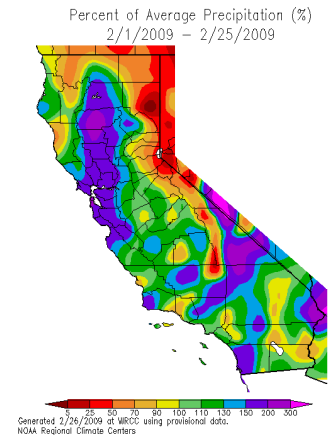 Percent of Average Precipitation (%)
2/1/2009 – 2/25/2009
5 25 50 70 90 100 110 130 150 200 300
Generated 2/26/2009 at WRCC using provisional data.
NOAA Regional Climate Centers